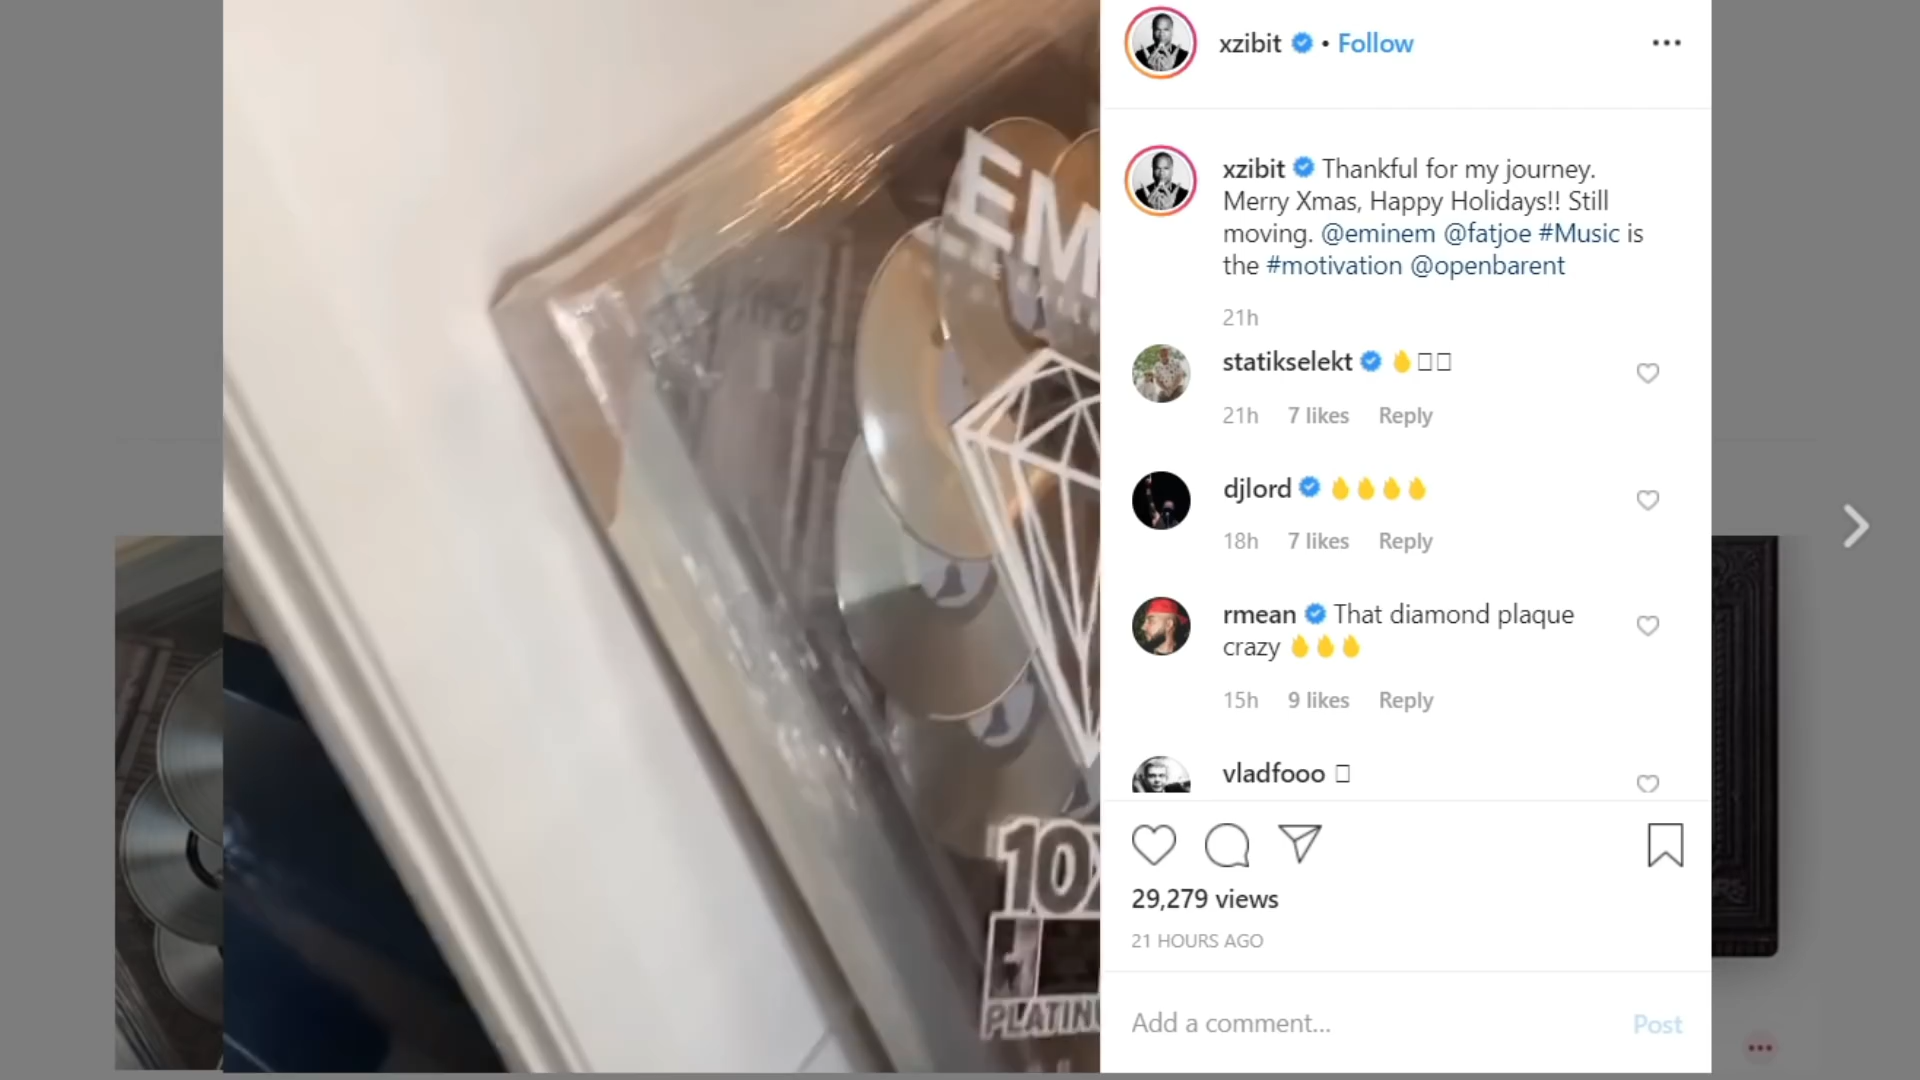 xzibit • Follow
xzibit Thankful for my journey.
Merry Xmas, Happy Holidays!! Still
moving. @eminem @fatjoe #Music is
the #motivation @openbarent
21h
statikselekt 🔥
21h 7 likes Reply
djlord 🔥🔥🔥🔥
18h 7 likes Reply
rmean That diamond plaque
crazy 🔥🔥🔥
15h 9 likes Reply
vladfooo
29,279 views
21 HOURS AGO
Add a comment... Post
EM
10X
PLATIN